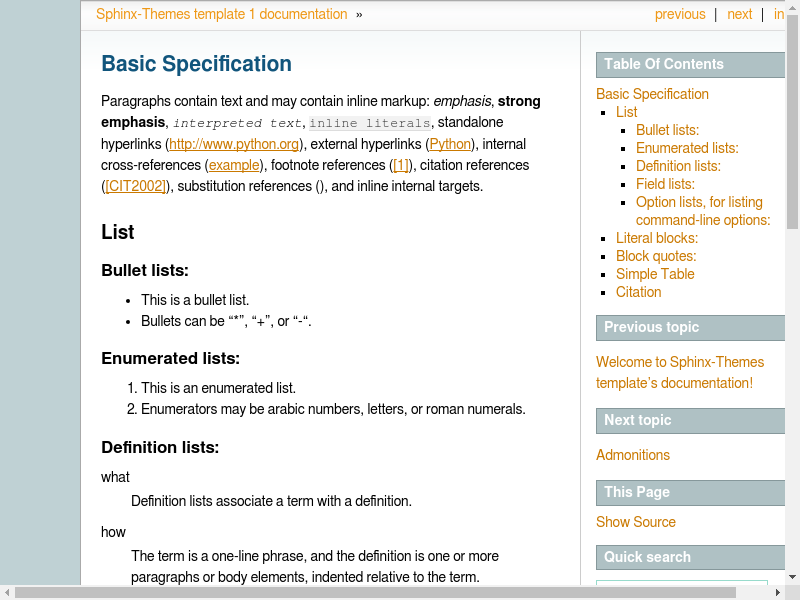 Sphinx-Themes template 1 documentation »
previous | next | in
Basic Specification
Paragraphs contain text and may contain inline markup: emphasis, strong
emphasis, interpreted text, inline literals, standalone
hyperlinks (http://www.python.org), external hyperlinks (Python), internal
cross-references (example), footnote references ([1]), citation references
([CIT2002]), substitution references (), and inline internal targets.
List
Bullet lists:
• This is a bullet list.
• Bullets can be “*”, “+”, or “-“.
Enumerated lists:
1. This is an enumerated list.
2. Enumerators may be arabic numbers, letters, or roman numerals.
Definition lists:
what
Definition lists associate a term with a definition.
how
The term is a one-line phrase, and the definition is one or more
paragraphs or body elements, indented relative to the term.
Table Of Contents
Basic Specification
▪ List
▪ Bullet lists:
▪ Enumerated lists:
▪ Definition lists:
▪ Field lists:
▪ Option lists, for listing
command-line options:
▪ Literal blocks:
▪ Block quotes:
▪ Simple Table
▪ Citation
Previous topic
Welcome to Sphinx-Themes
template’s documentation!
Next topic
Admonitions
This Page
Show Source
Quick search